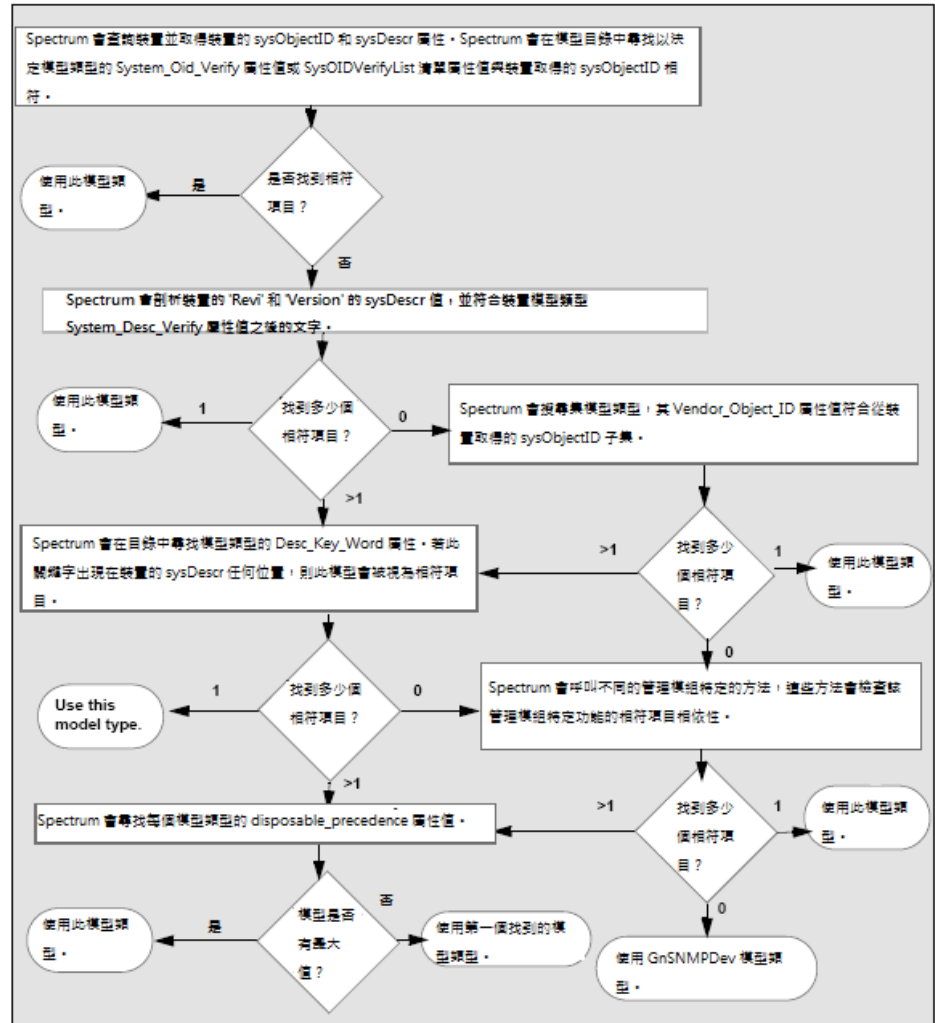 Spectrum 會查詢裝置並取得裝置的 sysObjectID 和 sysDescr 屬性。Spectrum 會在模型目錄中尋找以決
定模型類型的 System_Oid_Verify 屬性值或 SysOIDVerifyList 清單屬性值與裝置取得的 sysObjectID 相
符。
是否找到相符
項目?
是
使用此模型類
型。
否
Spectrum 會剖析裝置的 'Revi' 和 'Version' 的 sysDescr 值，並符合裝置模型類型
System_Desc_Verify 屬性值之後的文字。
找到多少個
相符項目?
1
使用此模型類
型。
0
Spectrum 會搜尋集模型類型，其 Vendor_Object_ID 屬性值符合從裝
置取得的 sysObjectID 子集。
>1
Spectrum 會在目錄中尋找模型類型的 Desc_Key_Word 屬性。若此
關鍵字出現在裝置的 sysDescr 任何位置，則此模型會被視為相符項
目。
>1
找到多少
個相符項
目?
1
使用此模型類
型。
0
找到多少個
相符項目?
1
Use this
model type.
0
Spectrum 會呼叫不同的管理模組特定的方法，這些方法會檢查該
管理模組特定功能的相符項目相依性。
>1
Spectrum 會尋找每個模型類型的 disposable_precedence 屬性值。
>1
找到多少
個相符項
目?
1
使用此模型類
型。
0
使用 GnSNMPDev 模型類
型。
模型是否
有最大
值?
是
使用此模型類
型。
否
使用第一個找到的模
型類型。